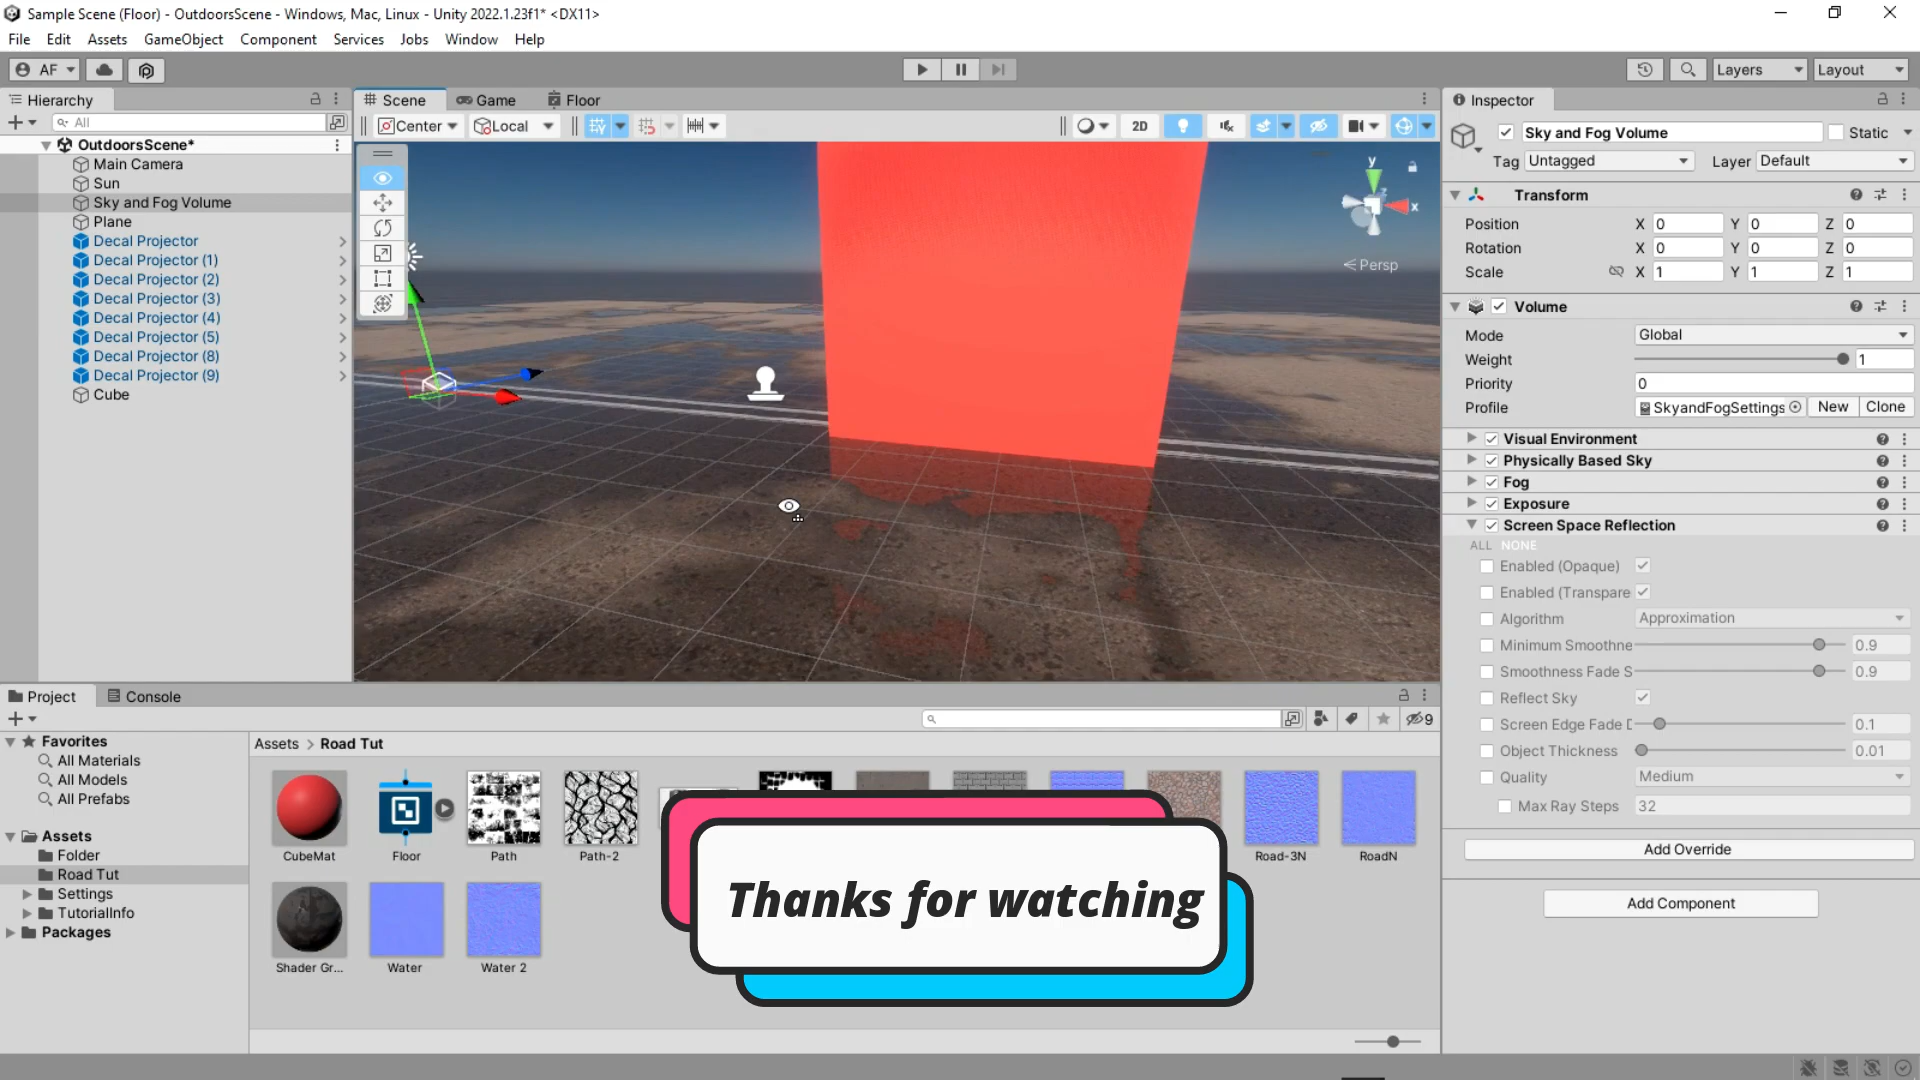 Sample Scene (Floor) - OutdoorsScene - Windows, Mac, Linux - Unity 2022.1.23f1* <DX11>
File Edit Assets GameObject Component Services Jobs Window Help
AF Layers Layout
Hierarchy
All
OutdoorsScene*
Main Camera
Sun
Sky and Fog Volume
Plane
Decal Projector
Decal Projector (1)
Decal Projector (2)
Decal Projector (3)
Decal Projector (4)
Decal Projector (5)
Decal Projector (8)
Decal Projector (9)
Cube
Scene Game Floor
Center Local 2D
y
x
Persp
Inspector
Sky and Fog Volume Static
Tag Untagged Layer Default
Transform
Position X 0 Y 0 Z 0
Rotation X 0 Y 0 Z 0
Scale X 1 Y 1 Z 1
Volume
Mode Global
Weight 1
Priority 0
Profile SkyandFogSettings New Clone
Visual Environment
Physically Based Sky
Fog
Exposure
Screen Space Reflection
ALL NONE
Enabled (Opaque)
Enabled (Transpare
Algorithm Approximation
Minimum Smoothne 0.9
Smoothness Fade S 0.9
Reflect Sky
Screen Edge Fade D 0.1
Object Thickness 0.01
Quality Medium
Max Ray Steps 32
Add Override
Add Component
Project Console
9
Favorites
All Materials
All Models
All Prefabs
Assets
Folder
Road Tut
Settings
TutorialInfo
Packages
Assets > Road Tut
CubeMat Floor Path Path-2 Road-3N RoadN
Shader Gr... Water Water 2
Thanks for watching